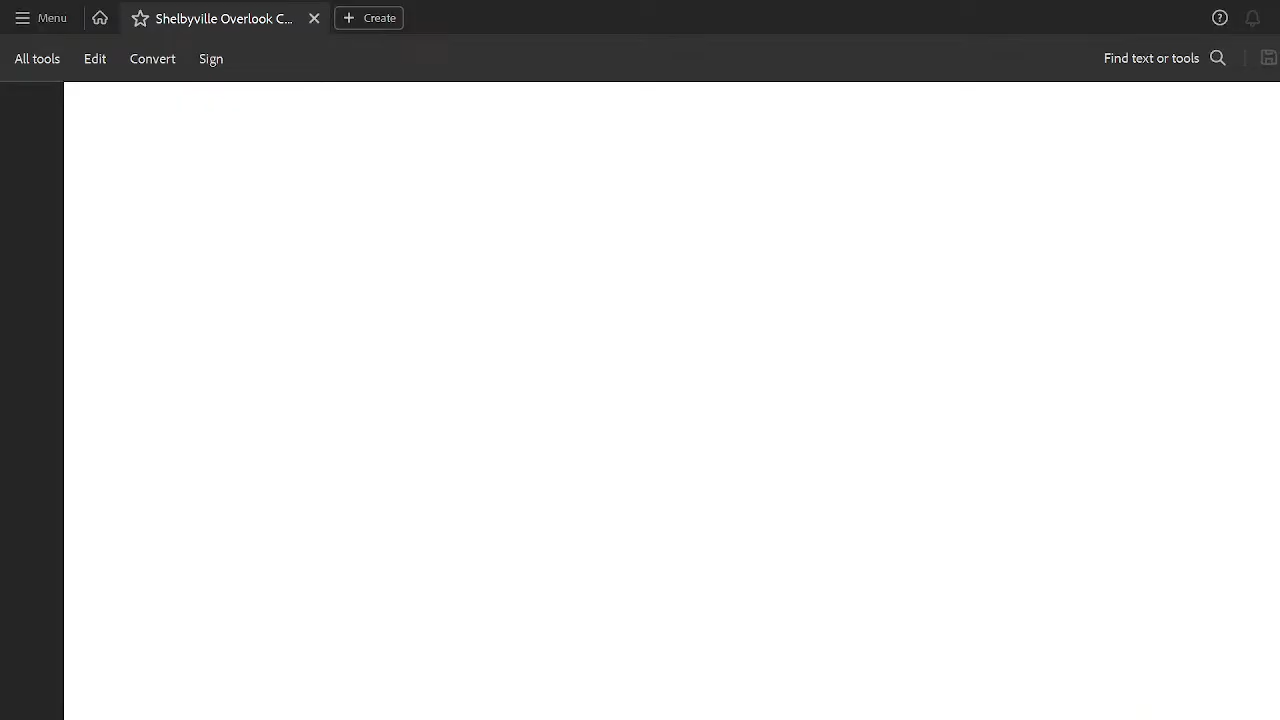 Menu
Shelbyville Overlook C...
Create
All tools
Edit
Convert
Sign
Find text or tools